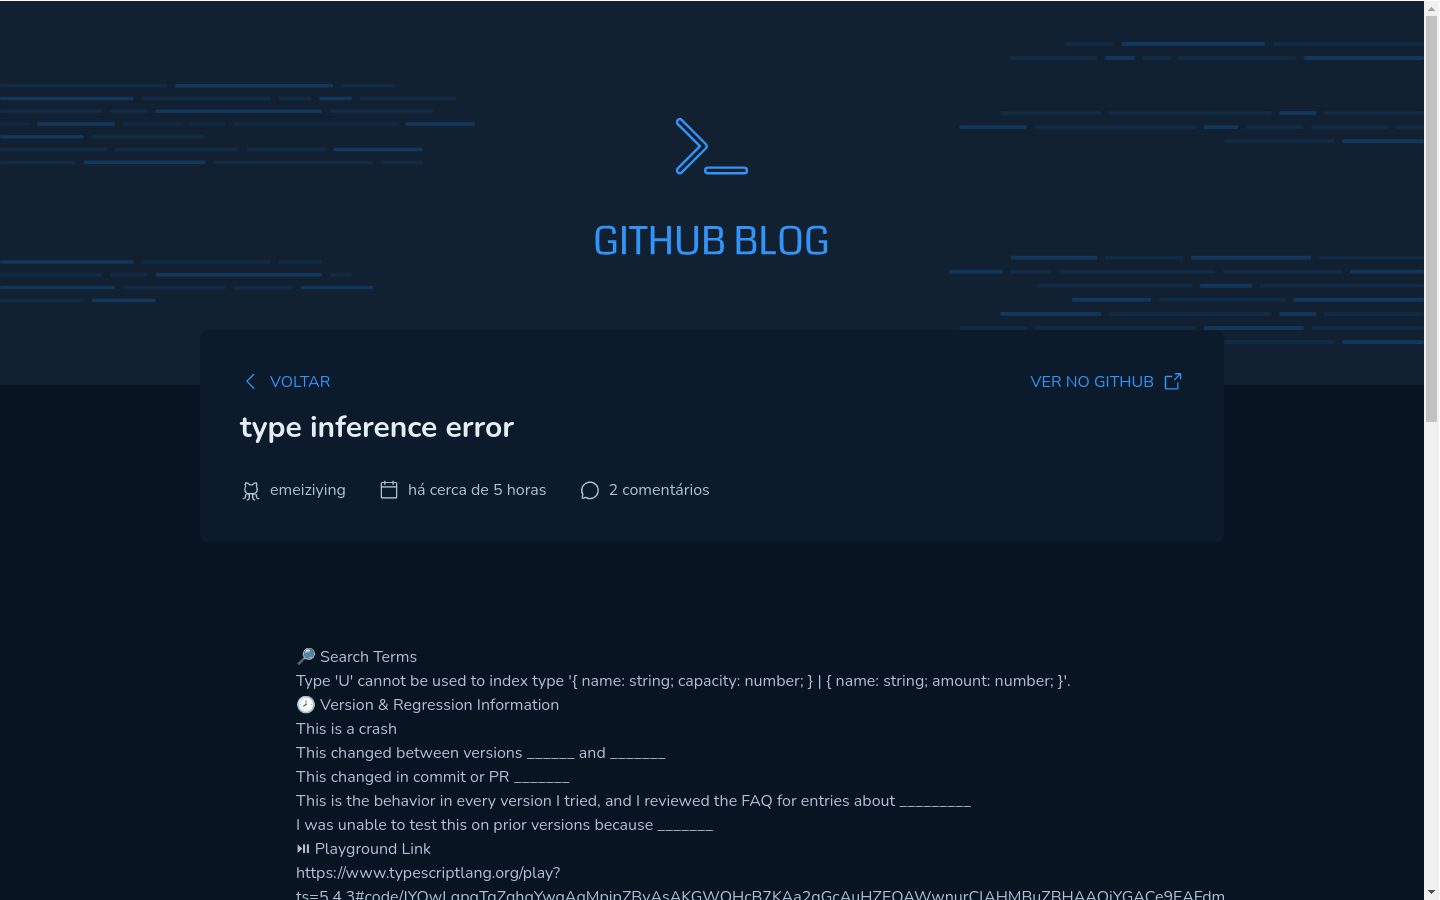 GITHUB BLOG
VOLTAR
VER NO GITHUB
type inference error
emeiziying
há cerca de 5 horas
2 comentários
🔎 Search Terms
Type 'U' cannot be used to index type '{ name: string; capacity: number; } | { name: string; amount: number; }'.
🕗 Version & Regression Information
This is a crash
This changed between versions ______ and _______
This changed in commit or PR _______
This is the behavior in every version I tried, and I reviewed the FAQ for entries about _________
I was unable to test this on prior versions because _______
⏯ Playground Link
https://www.typescriptlang.org/play?